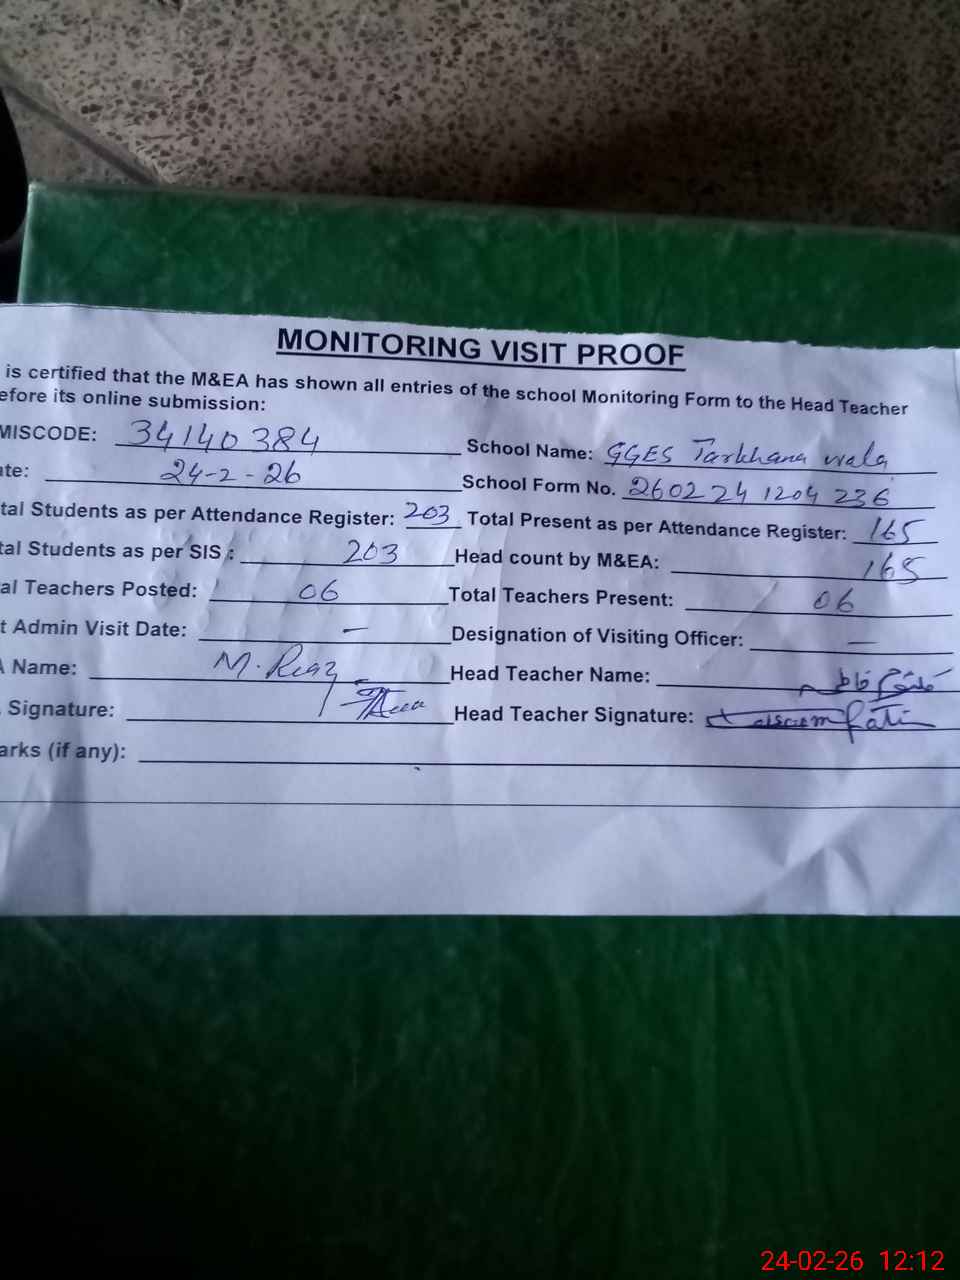 MONITORING VISIT PROOF
is certified that the M&EA has shown all entries of the school Monitoring Form to the Head Teacher
efore its online submission:
MISCODE: 34140384 School Name: GGES Tarkhana wala
ate: 24-2-26 School Form No. 260224 1204 236
tal Students as per Attendance Register: 203 Total Present as per Attendance Register: 165
tal Students as per SIS : 203 Head count by M&EA: 165
al Teachers Posted: 06 Total Teachers Present: 06
t Admin Visit Date: – Designation of Visiting Officer: –
A Name: M. Riaz Head Teacher Name: کلثوم فاطمہ
Signature: Head Teacher Signature:
arks (if any):
24-02-26 12:12